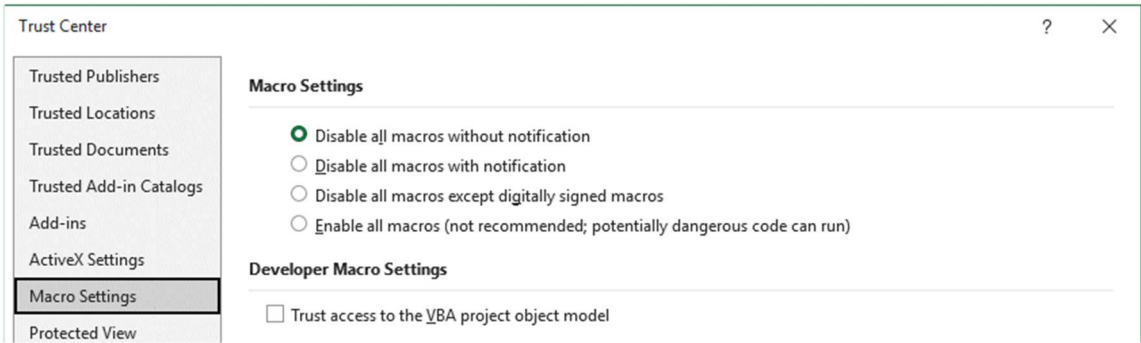 Trust Center
?
Trusted Publishers
Trusted Locations
Trusted Documents
Trusted Add-in Catalogs
Add-ins
ActiveX Settings
Macro Settings
Protected View
Macro Settings
Disable all macros without notification
Disable all macros with notification
Disable all macros except digitally signed macros
Enable all macros (not recommended; potentially dangerous code can run)
Developer Macro Settings
Trust access to the VBA project object model